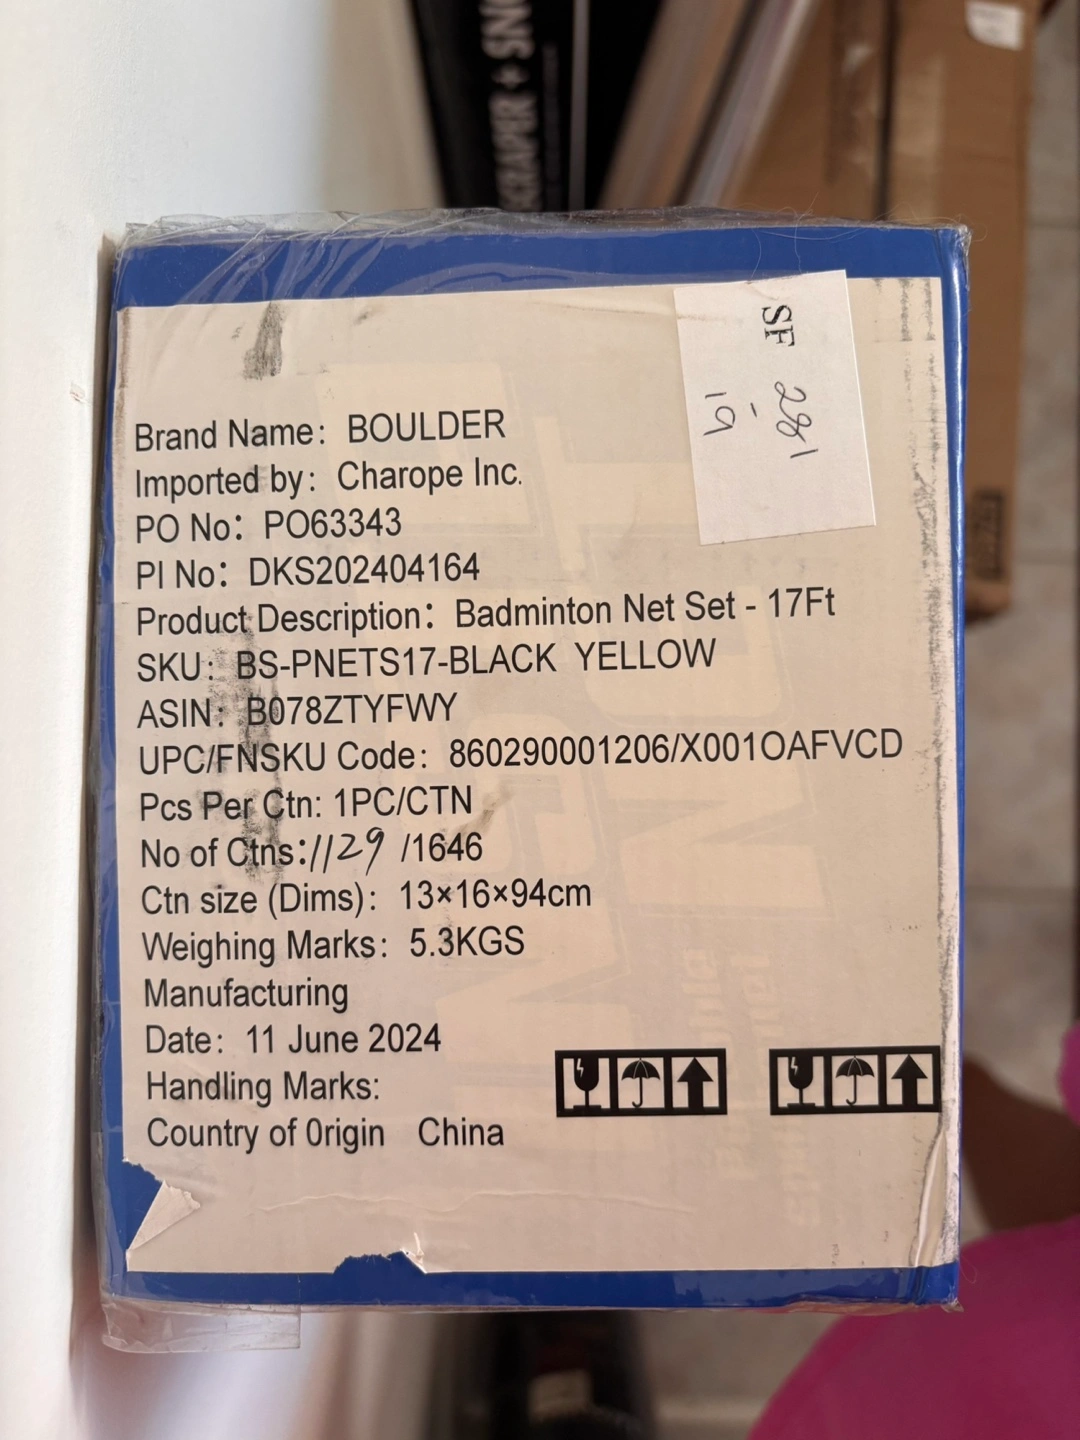 SCRAPER + SNO
SF 281
- 19
Brand Name: BOULDER
Imported by: Charope Inc.
PO No: PO63343
PI No: DKS202404164
Product Description: Badminton Net Set - 17Ft
SKU: BS-PNETS17-BLACK YELLOW
ASIN: B078ZTYFWY
UPC/FNSKU Code: 860290001206/X001OAFVCD
Pcs Per Ctn: 1PC/CTN
No of Ctns: 1129 /1646
Ctn size (Dims): 13×16×94cm
Weighing Marks: 5.3KGS
Manufacturing
Date: 11 June 2024
Handling Marks:
Country of Origin China